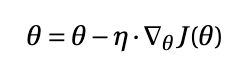 θ = θ − η · ∇θJ(θ)